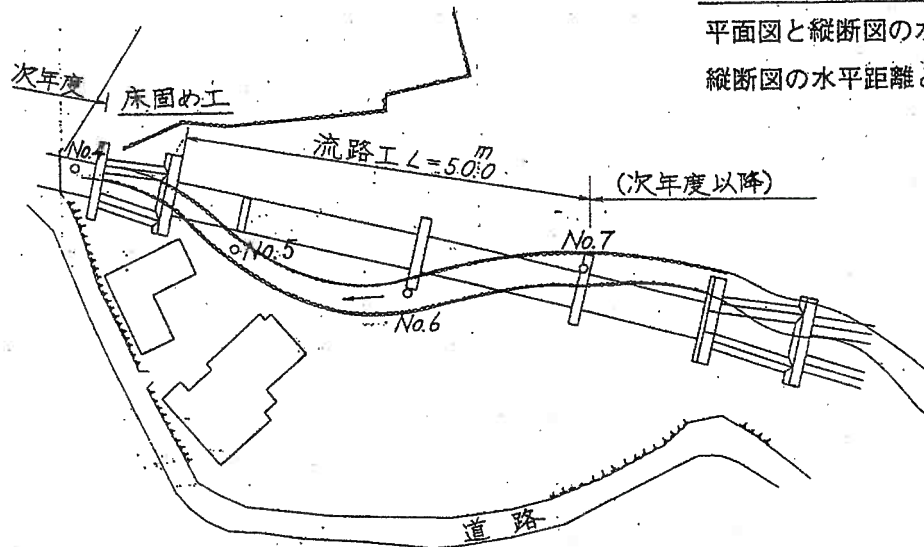 平面図と縦断図の水
縦断図の水平距離
次年度
床固め工
No.4
流路工 L=50.0m
(次年度以降)
No.5
No.7
No.6
道路